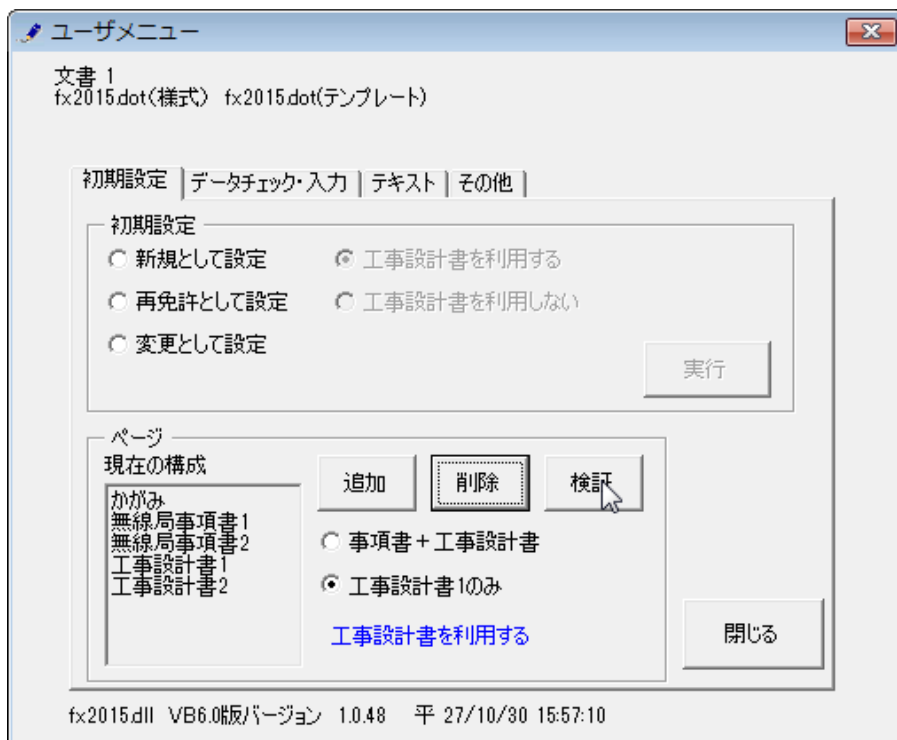 ユーザメニュー
文書 1
fx2015.dot(様式) fx2015.dot(テンプレート)
初期設定 データチェック・入力 テキスト その他
初期設定
新規として設定 工事設計書を利用する
再免許として設定 工事設計書を利用しない
変更として設定
実行
ページ
現在の構成
追加 削除 検証
かがみ
無線局事項書1
無線局事項書2
工事設計書1
工事設計書2
事項書+工事設計書
工事設計書1のみ
工事設計書を利用する
閉じる
fx2015.dll VB6.0版バージョン 1.0.48 平 27/10/30 15:57:10